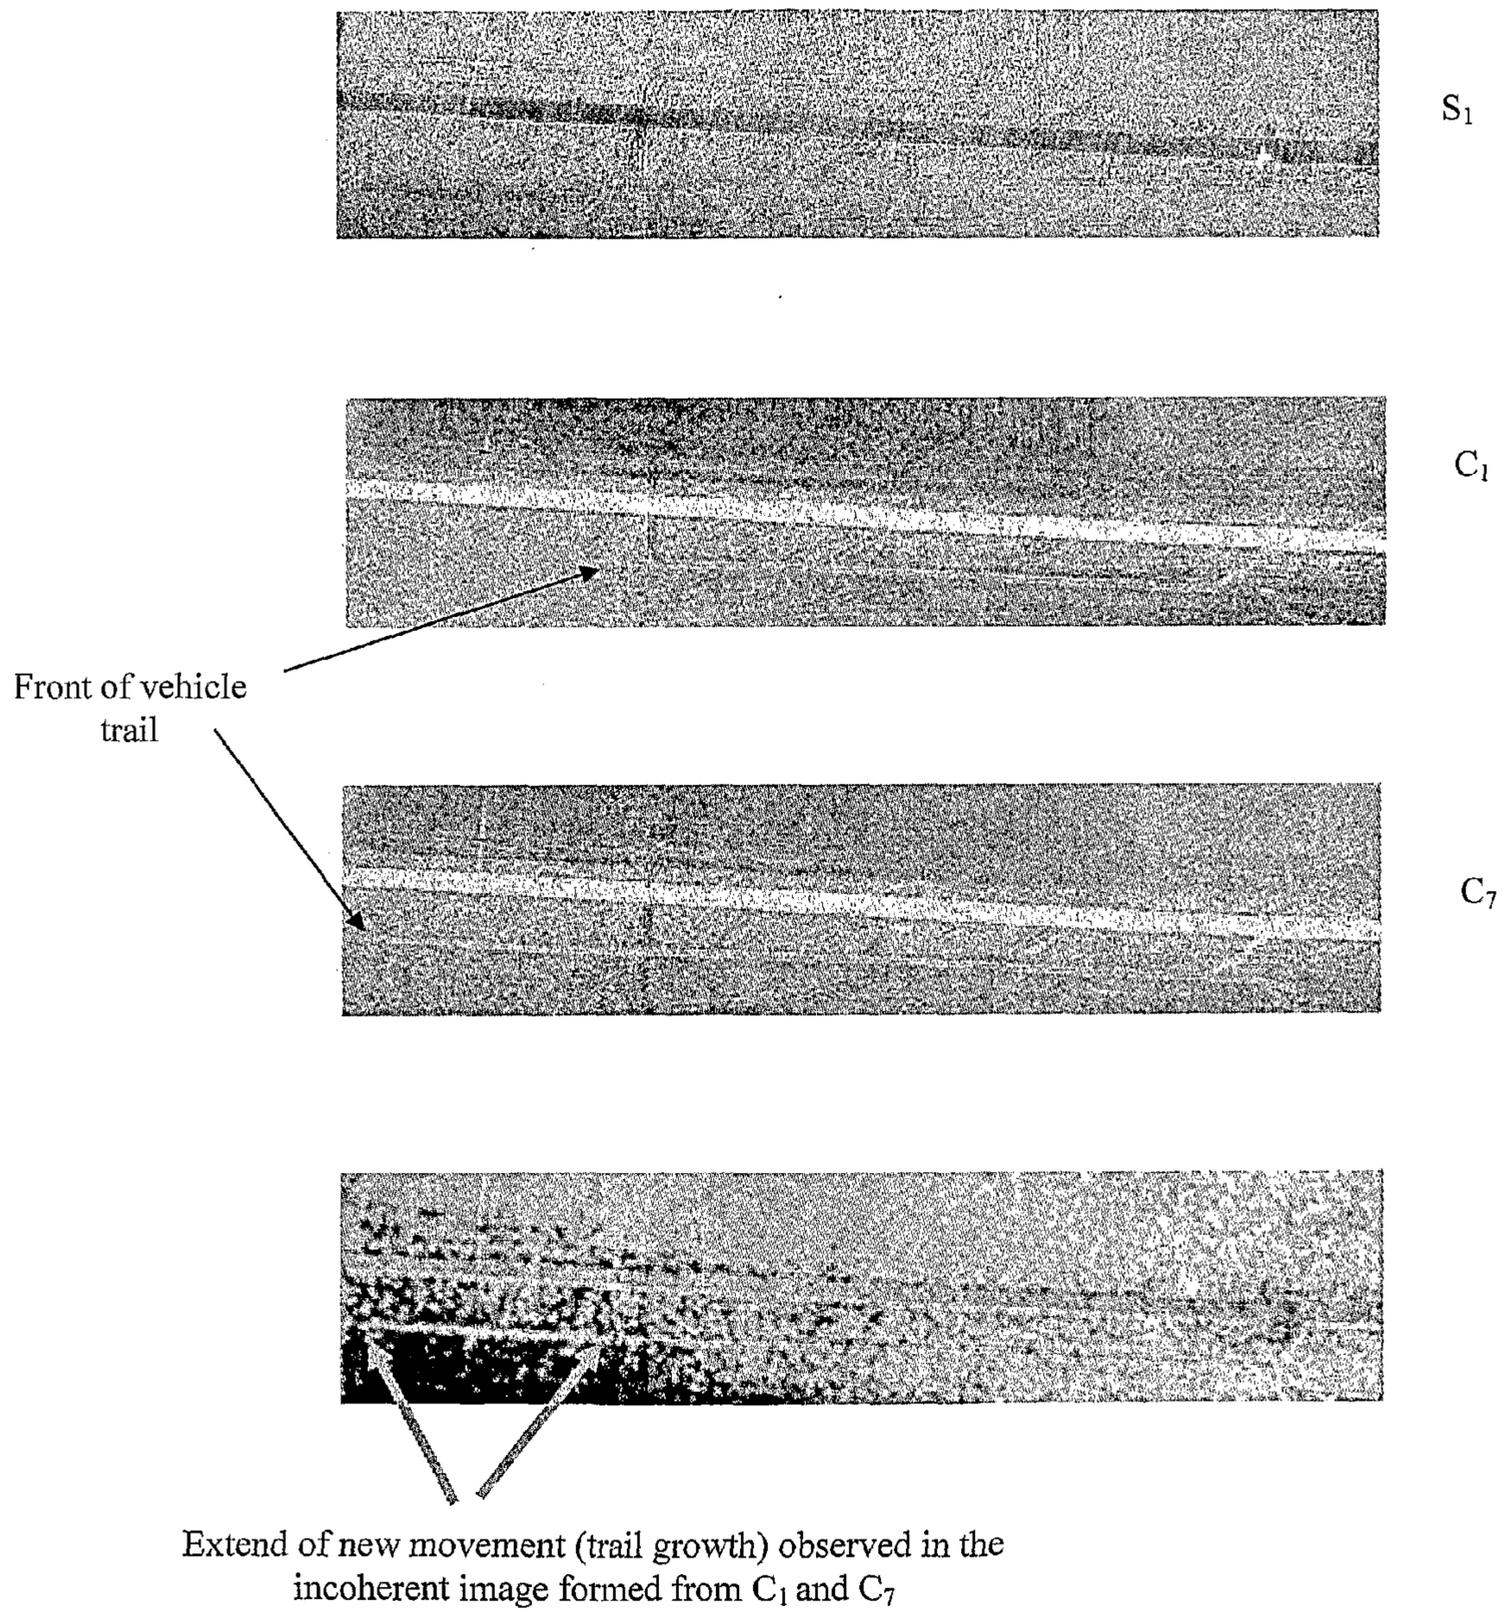 S₁
C₁
Front of vehicle
trail
C₇
Extend of new movement (trail growth) observed in the
incoherent image formed from C₁ and C₇